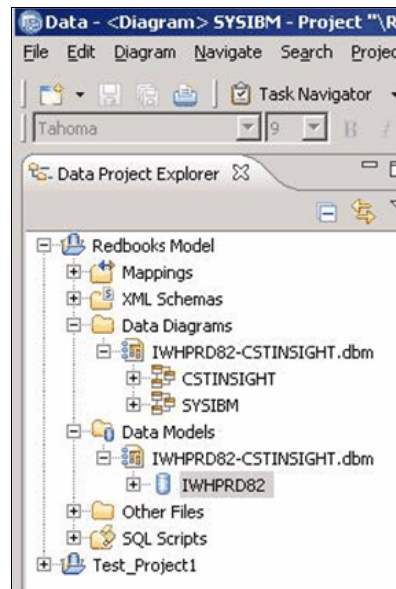 Data - <Diagram> SYSIBM - Project "\R
File Edit Diagram Navigate Search Projec
Task Navigator
Tahoma 9 B I
Data Project Explorer
Redbooks Model
Mappings
XML Schemas
Data Diagrams
IWHPRD82-CSTINSIGHT.dbm
CSTINSIGHT
SYSIBM
Data Models
IWHPRD82-CSTINSIGHT.dbm
IWHPRD82
Other Files
SQL Scripts
Test_Project1